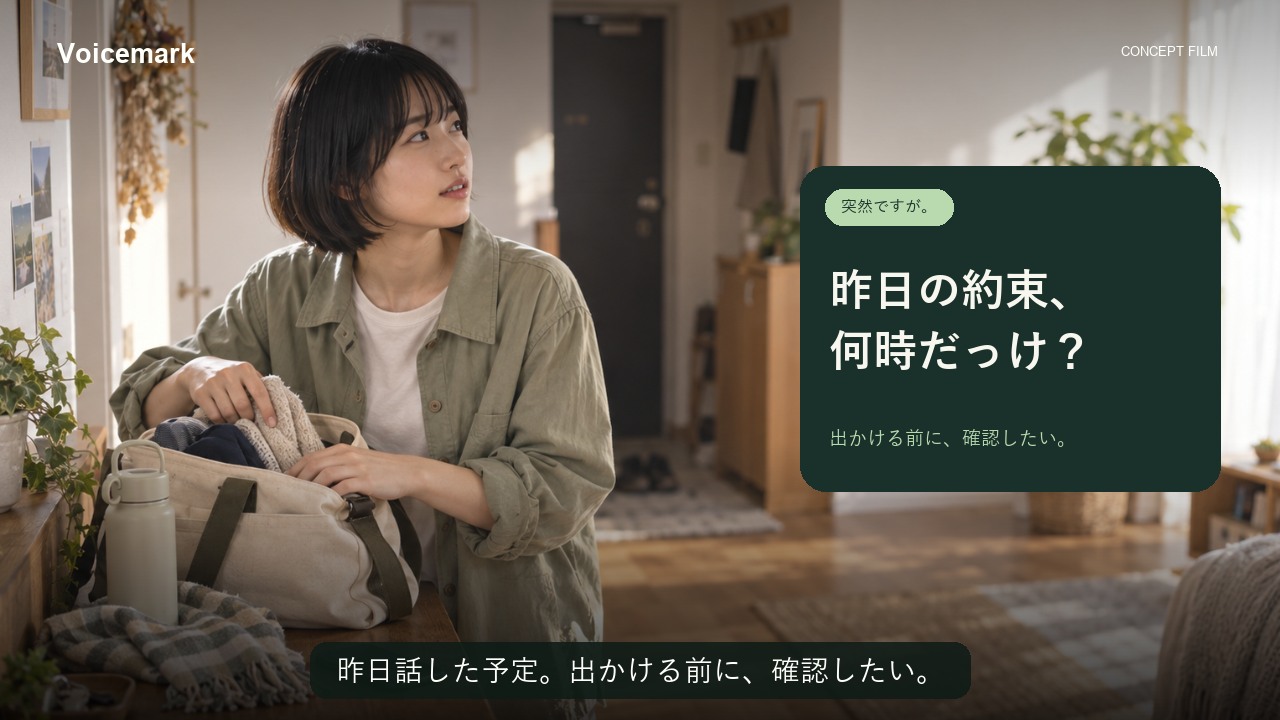 Voicemark
CONCEPT FILM
突然ですが。
昨日の約束、
何時だっけ？
出かける前に、確認したい。
昨日話した予定。出かける前に、確認したい。